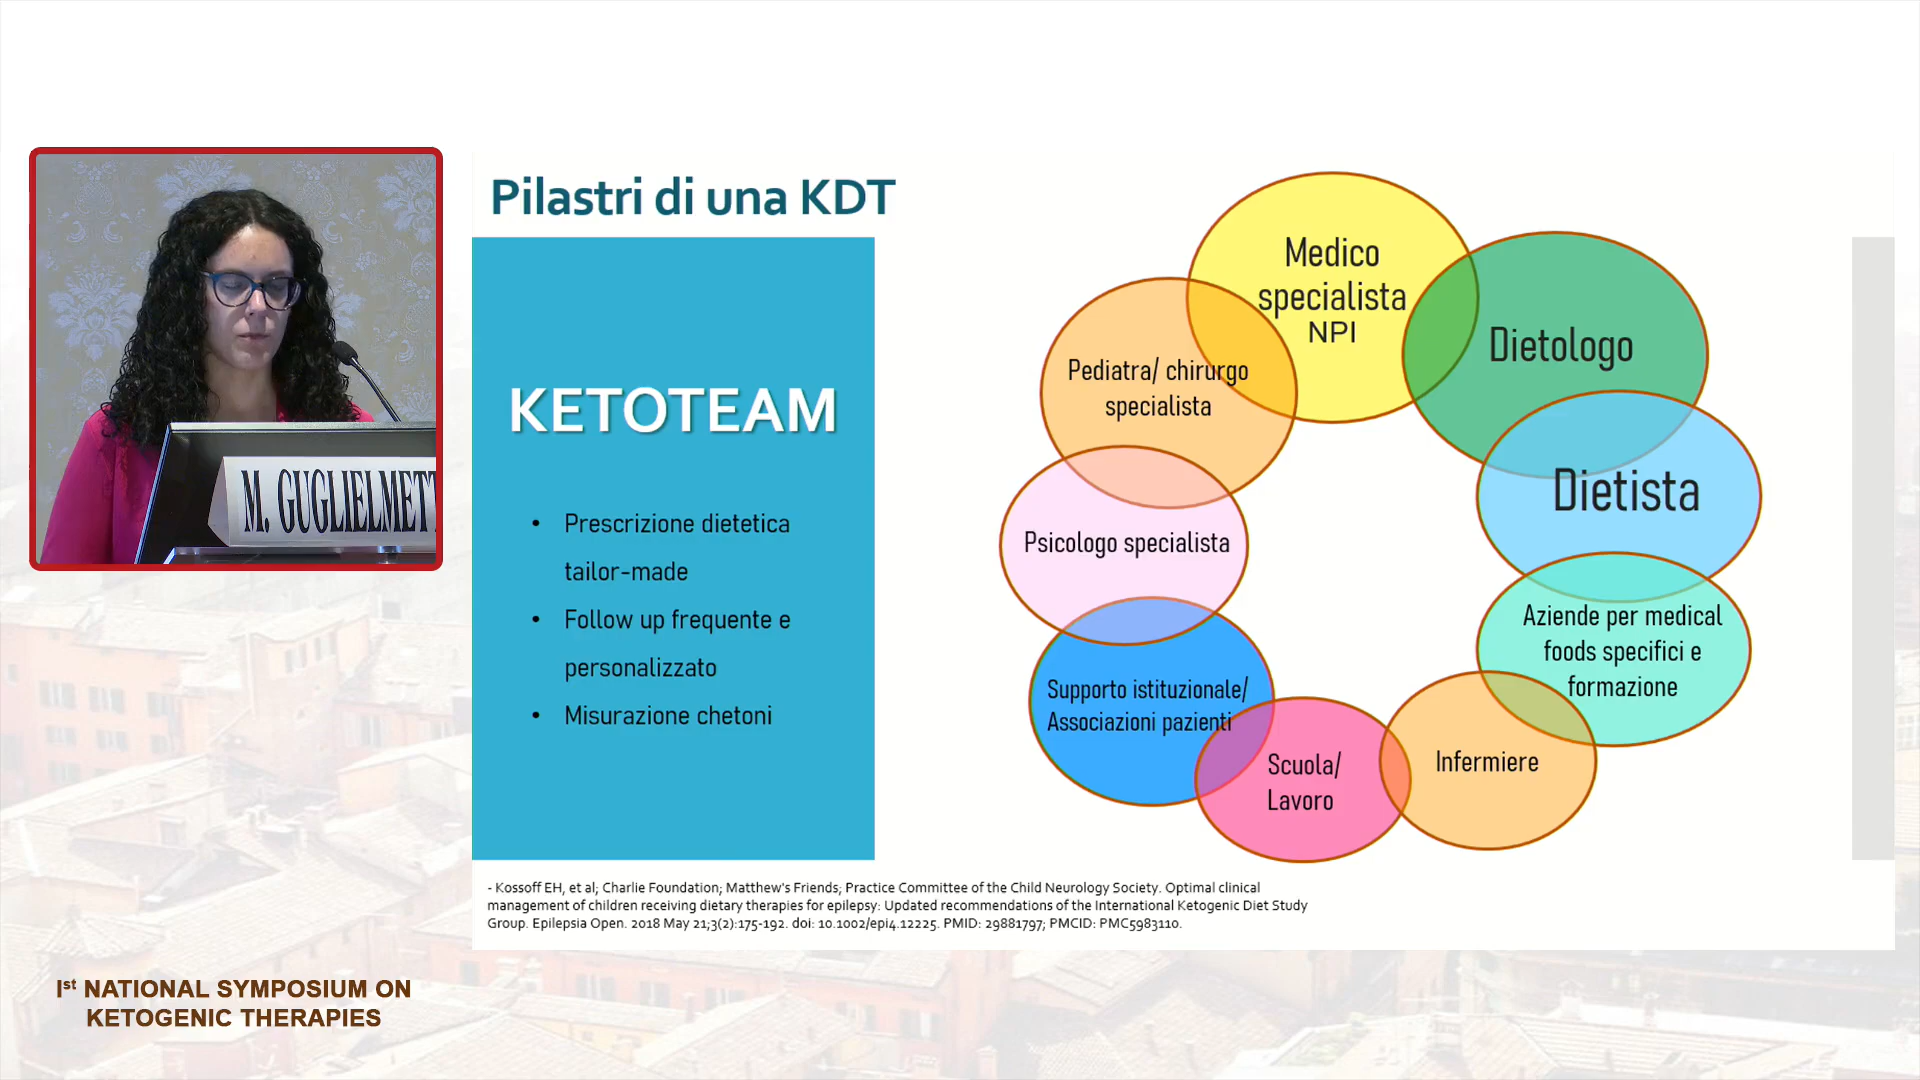 Pilastri di una KDT
KETOTEAM
• Prescrizione dietetica
tailor-made
• Follow up frequente e
personalizzato
• Misurazione chetoni
Medico
specialista
NPI
Dietologo
Dietista
Aziende per medical
foods specifici e
formazione
Infermiere
Scuola/
Lavoro
Supporto istituzionale/
Associazioni pazienti
Psicologo specialista
Pediatra/ chirurgo
specialista
- Kossoff EH, et al; Charlie Foundation; Matthew's Friends; Practice Committee of the Child Neurology Society. Optimal clinical
management of children receiving dietary therapies for epilepsy: Updated recommendations of the International Ketogenic Diet Study
Group. Epilepsia Open. 2018 May 21;3(2):175-192. doi: 10.1002/epi4.12225. PMID: 29881797; PMCID: PMC5983110.
M. GUGLIELMETT
Ist NATIONAL SYMPOSIUM ON
KETOGENIC THERAPIES